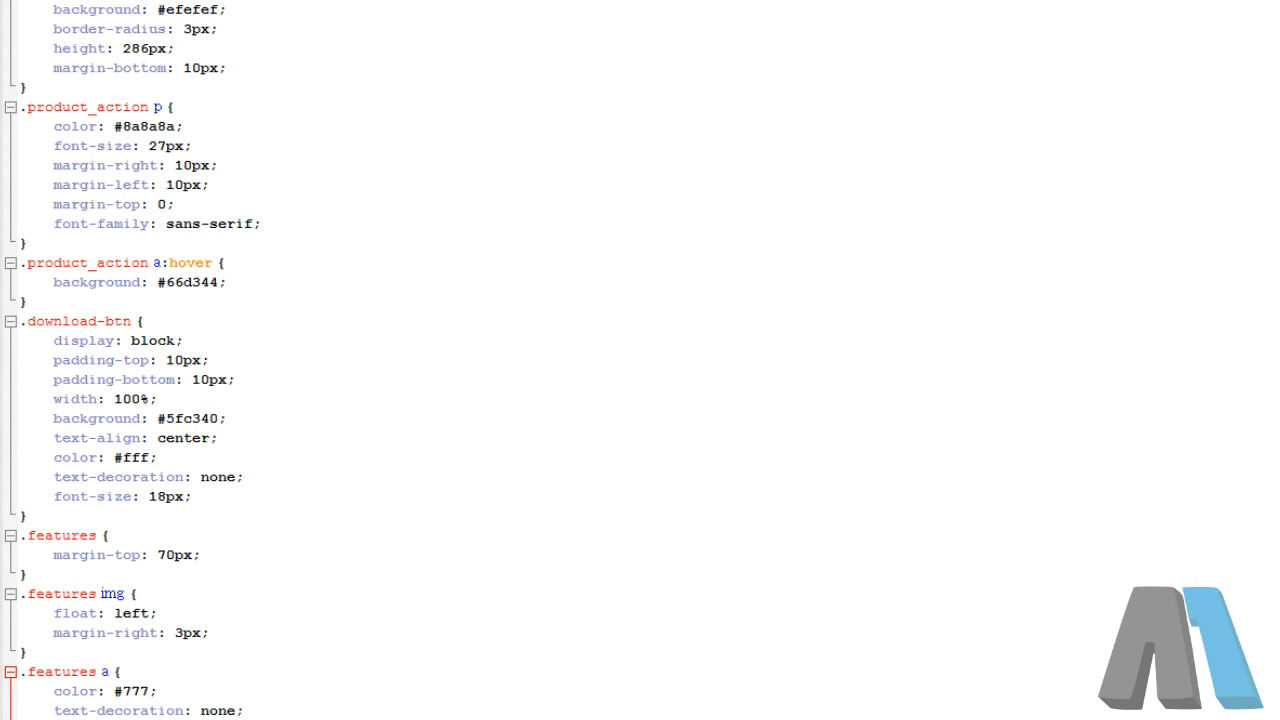 background: #efefef;
border-radius: 3px;
height: 286px;
margin-bottom: 10px;
}
.product_action p {
color: #8a8a8a;
font-size: 27px;
margin-right: 10px;
margin-left: 10px;
margin-top: 0;
font-family: sans-serif;
}
.product_action a:hover {
background: #66d344;
}
.download-btn {
display: block;
padding-top: 10px;
padding-bottom: 10px;
width: 100%;
background: #5fc340;
text-align: center;
color: #fff;
text-decoration: none;
font-size: 18px;
}
.features {
margin-top: 70px;
}
.features img {
float: left;
margin-right: 3px;
}
.features a {
color: #777;
text-decoration: none;